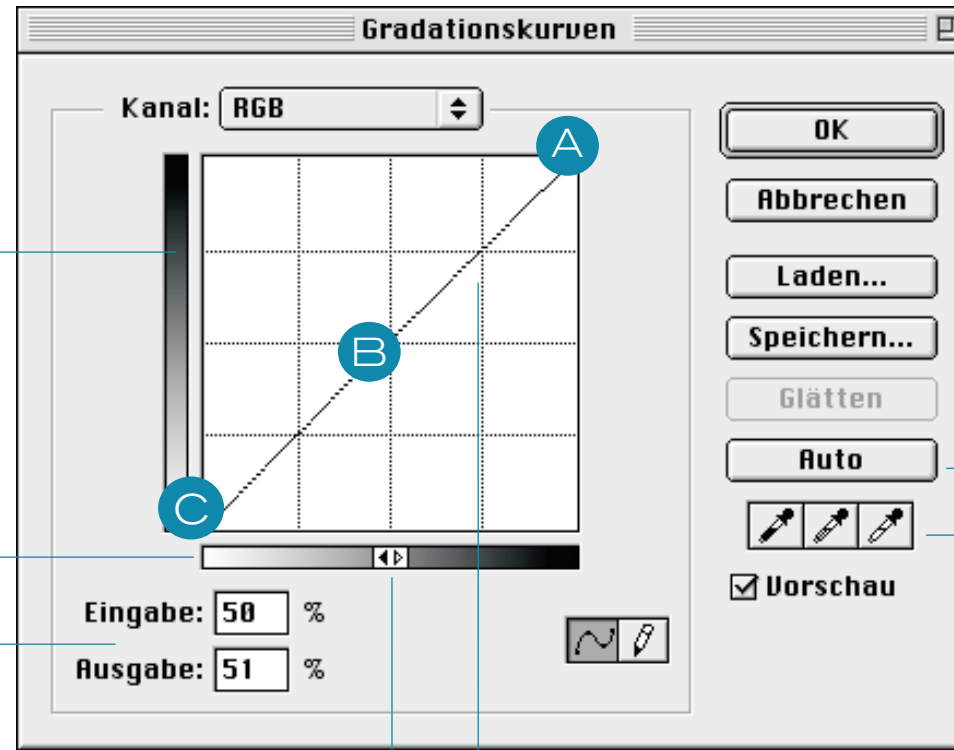 Gradationskurven
Kanal: RGB
A
B
C
Eingabe: 50 %
Ausgabe: 51 %
OK
Abbrechen
Laden...
Speichern...
Glätten
Auto
Vorschau